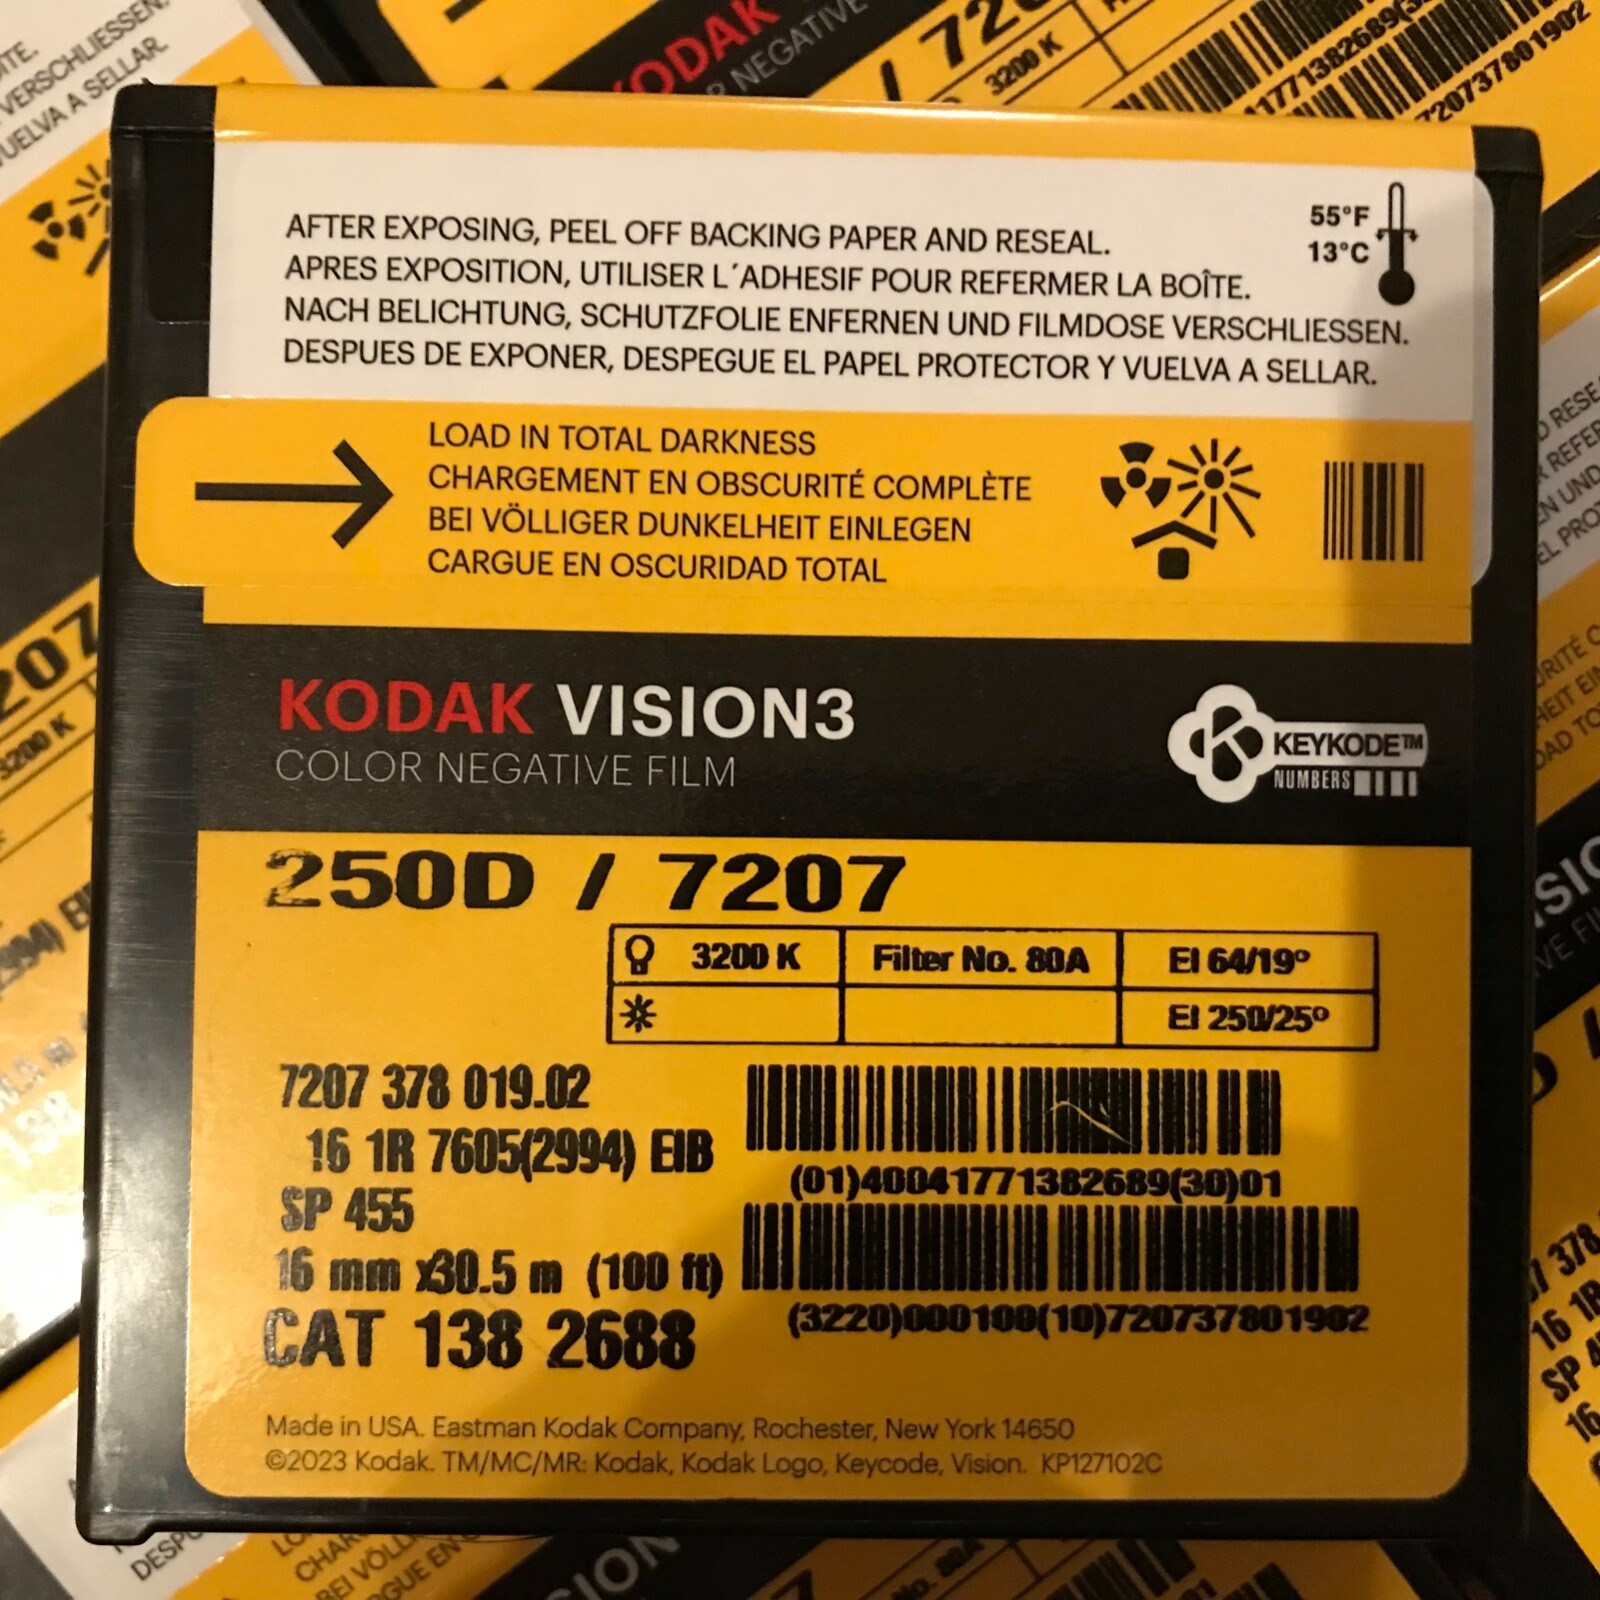 AFTER EXPOSING, PEEL OFF BACKING PAPER AND RESEAL.
APRES EXPOSITION, UTILISER L´ADHESIF POUR REFERMER LA BOÎTE.
NACH BELICHTUNG, SCHUTZFOLIE ENFERNEN UND FILMDOSE VERSCHLIESSEN.
DESPUES DE EXPONER, DESPEGUE EL PAPEL PROTECTOR Y VUELVA A SELLAR.
55°F
13°C
LOAD IN TOTAL DARKNESS
CHARGEMENT EN OBSCURITÉ COMPLÈTE
BEI VÖLLIGER DUNKELHEIT EINLEGEN
CARGUE EN OSCURIDAD TOTAL
KODAK VISION3
COLOR NEGATIVE FILM
KEYKODE™
NUMBERS
250D / 7207
3200 K Filter No. 80A EI 64/19º
EI 250/25º
7207 378 019.02
16 1R 7605(2994) EIB
SP 455
16 mm x30.5 m (100 ft)
CAT 138 2688
(01)40041771382689(30)01
(3220)000100(10)720737801902
Made in USA. Eastman Kodak Company, Rochester, New York 14650
©2023 Kodak. TM/MC/MR: Kodak, Kodak Logo, Keycode, Vision. KP127102C